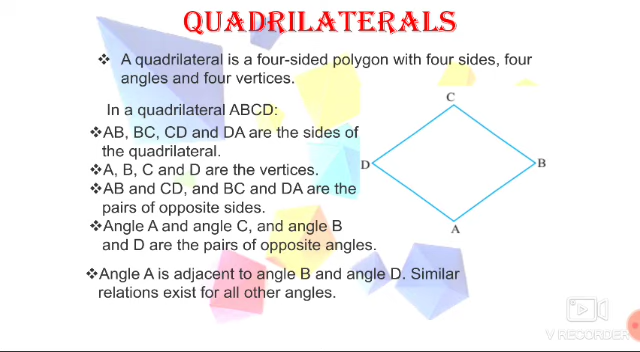 QUADRILATERALS
❖ A quadrilateral is a four-sided polygon with four sides, four
angles and four vertices.
In a quadrilateral ABCD:
❖AB, BC, CD and DA are the sides of
the quadrilateral.
❖A, B, C and D are the vertices.
❖AB and CD, and BC and DA are the
pairs of opposite sides.
❖Angle A and angle C, and angle B
and D are the pairs of opposite angles.
❖Angle A is adjacent to angle B and angle D. Similar
relations exist for all other angles.
C
D
B
A
V RECORDER